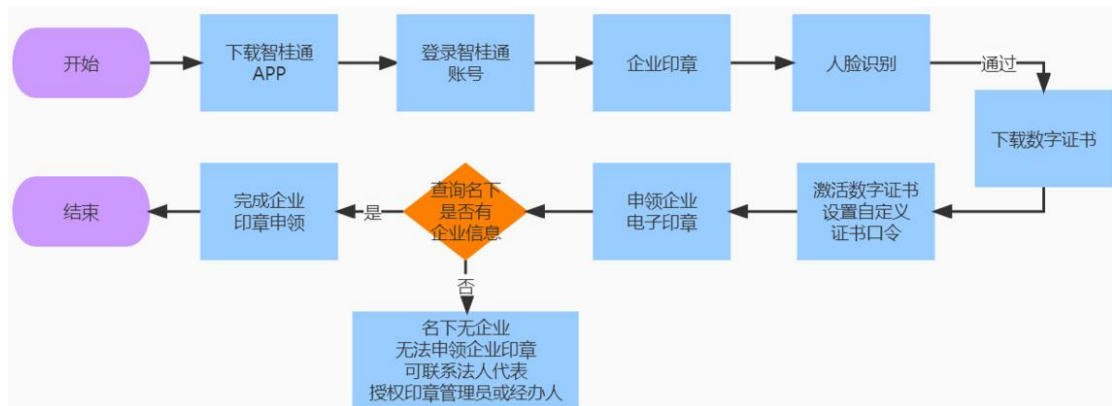 开始
下载智桂通
APP
登录智桂通
账号
企业印章
人脸识别
通过
下载数字证书
激活数字证书
设置自定义
证书口令
申领企业
电子印章
查询名下
是否有
企业信息
是
完成企业
印章申领
结束
否
名下无企业
无法申领企业印章
可联系法人代表
授权印章管理员或经办人